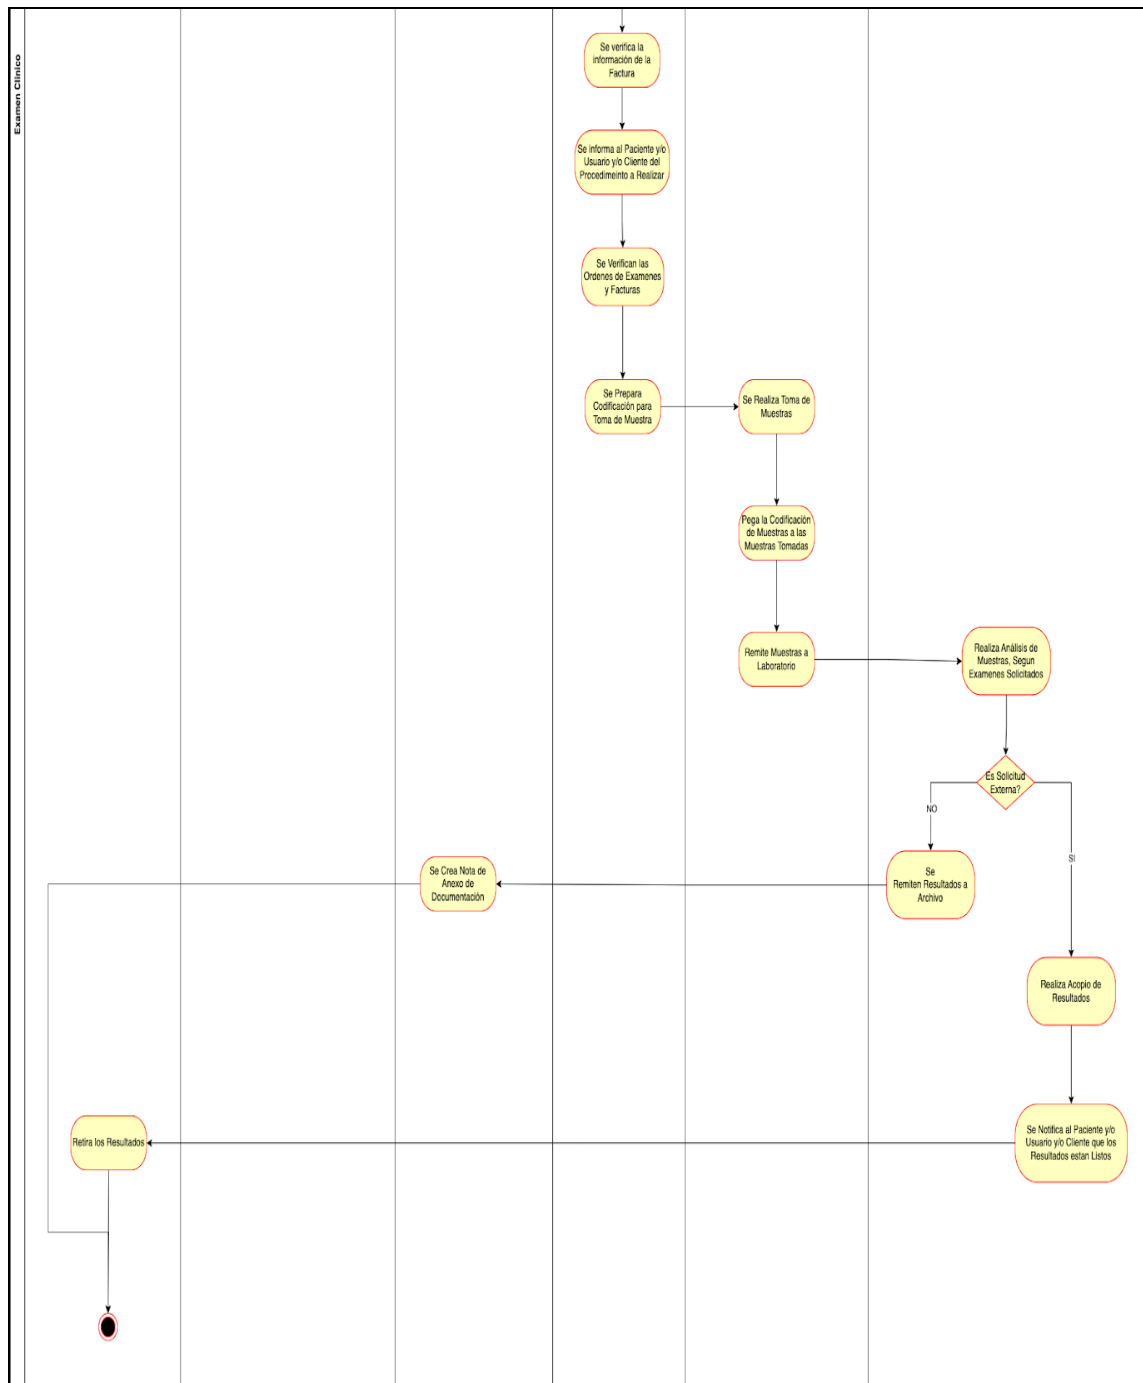 Examen Clinico
Se verifica la
información de la
Factura
Se informa al Paciente y/o
Usuario y/o Cliente del
Procedimeinto a Realizar
Se Verifican las
Ordenes de Examenes
y Facturas
Se Prepara
Codificación para
Toma de Muestra
Se Realiza Toma de
Muestras
Pega la Codificación
de Muestras a las
Muestras Tomadas
Remite Muestras a
Laboratorio
Realiza Análisis de
Muestras, Segun
Examenes Solicitados
Es Solicitud
Externa?
NO
SI
Se
Remiten Resultados a
Archivo
Se Crea Nota de
Anexo de
Documentación
Realiza Acopio de
Resultados
Se Notifica al Paciente y/o
Usuario y/o Cliente que los
Resultados estan Listos
Retira los Resultados